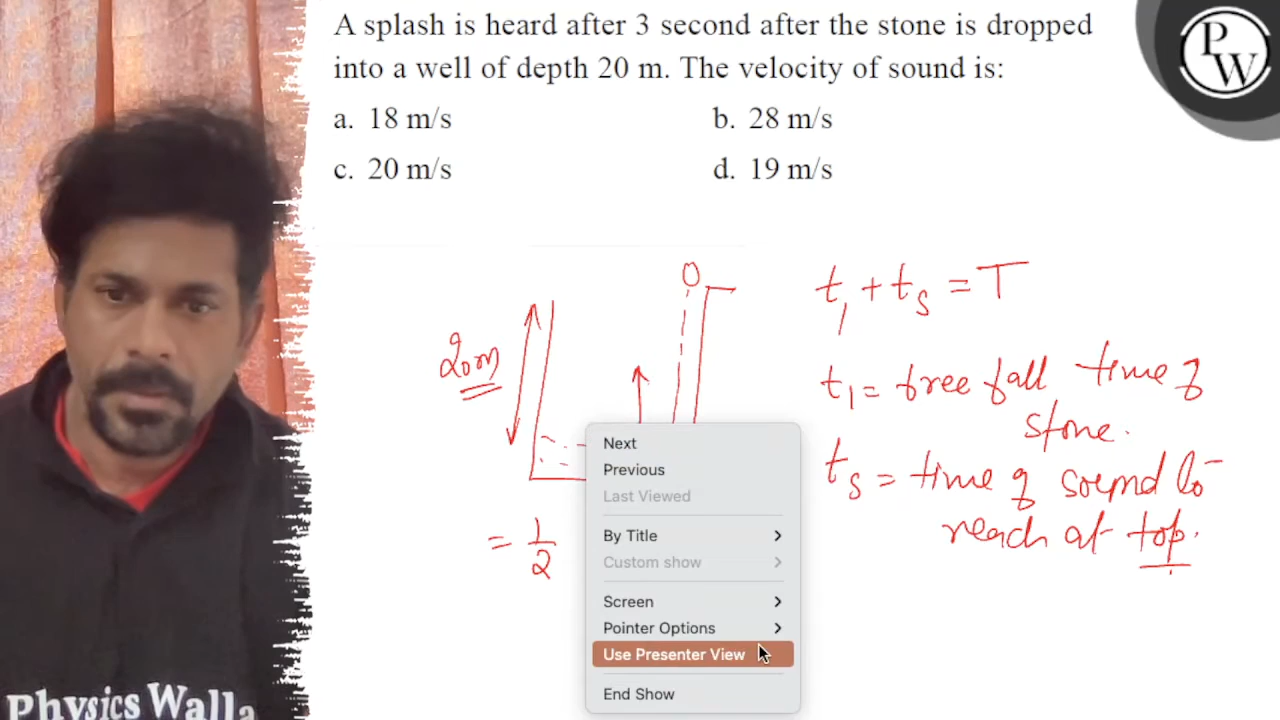 A splash is heard after 3 second after the stone is dropped
into a well of depth 20 m. The velocity of sound is:
a. 18 m/s
b. 28 m/s
c. 20 m/s
d. 19 m/s
PW
t₁ + tₛ = T
20m
t₁ = free fall time of
stone.
tₛ = time of sound to
reach at top.
= 1/2
Next
Previous
Last Viewed
By Title
Custom show
Screen
Pointer Options
Use Presenter View
End Show
Physics Walla